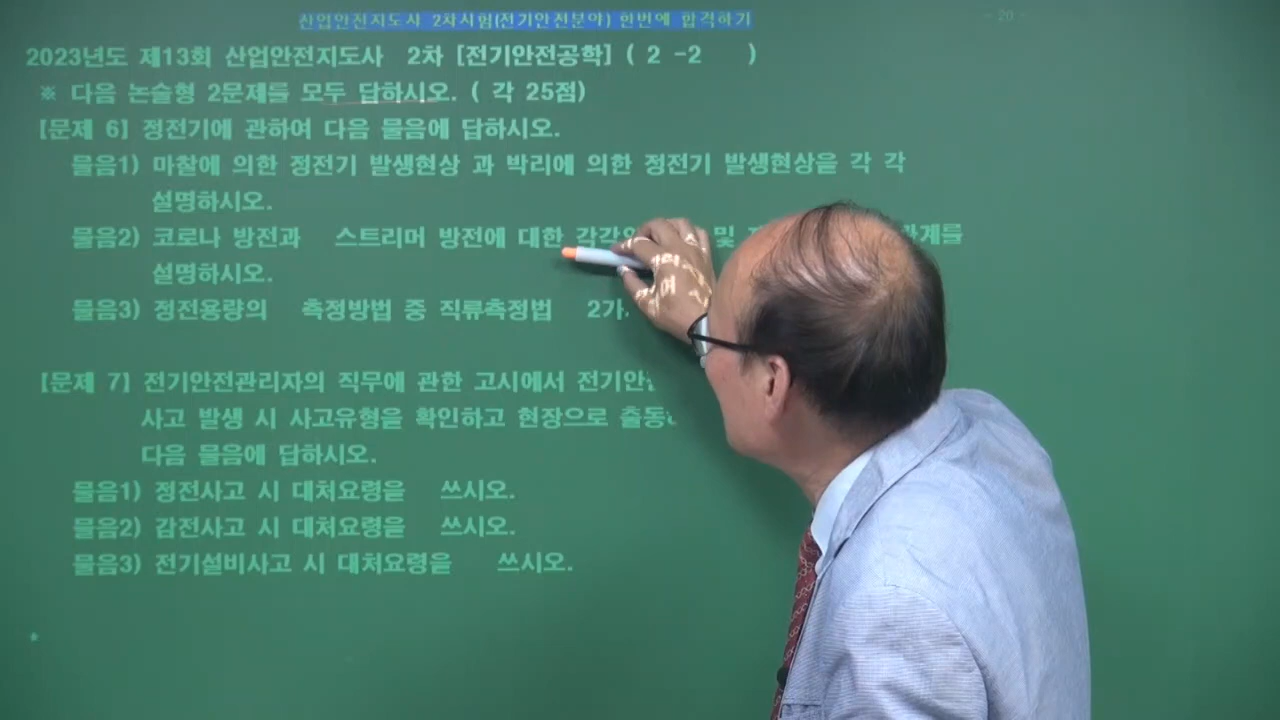 산업안전지도사 2차시험(전기안전분야) 한번에 합격하기
- 20 -
2023년도 제13회 산업안전지도사 2차 [전기안전공학] ( 2 -2 )
※ 다음 논술형 2문제를 모두 답하시오. ( 각 25점)
[문제 6] 정전기에 관하여 다음 물음에 답하시오.
물음1) 마찰에 의한 정전기 발생현상 과 박리에 의한 정전기 발생현상을 각 각
설명하시오.
물음2) 코로나 방전과 스트리머 방전에 대한 및
설명하시오.
물음3) 정전용량의 측정방법 중 직류측정법
[문제 7] 전기안전관리자의 직무에 관한 고시에서
사고 발생 시 사고유형을 확인하고 현장으로
다음 물음에 답하시오.
물음1) 정전사고 시 대처요령을 쓰시오.
물음2) 감전사고 시 대처요령을 쓰시오.
물음3) 전기설비사고 시 대처요령을 쓰시오.